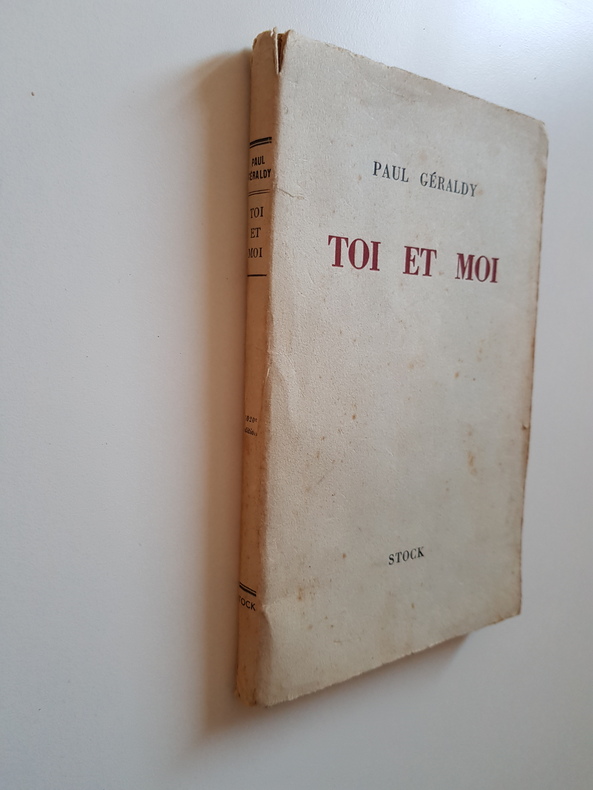 PAUL GÉRALDY
TOI ET MOI
STOCK
PAUL
GÉRALDY
TOI
ET
MOI
STOCK